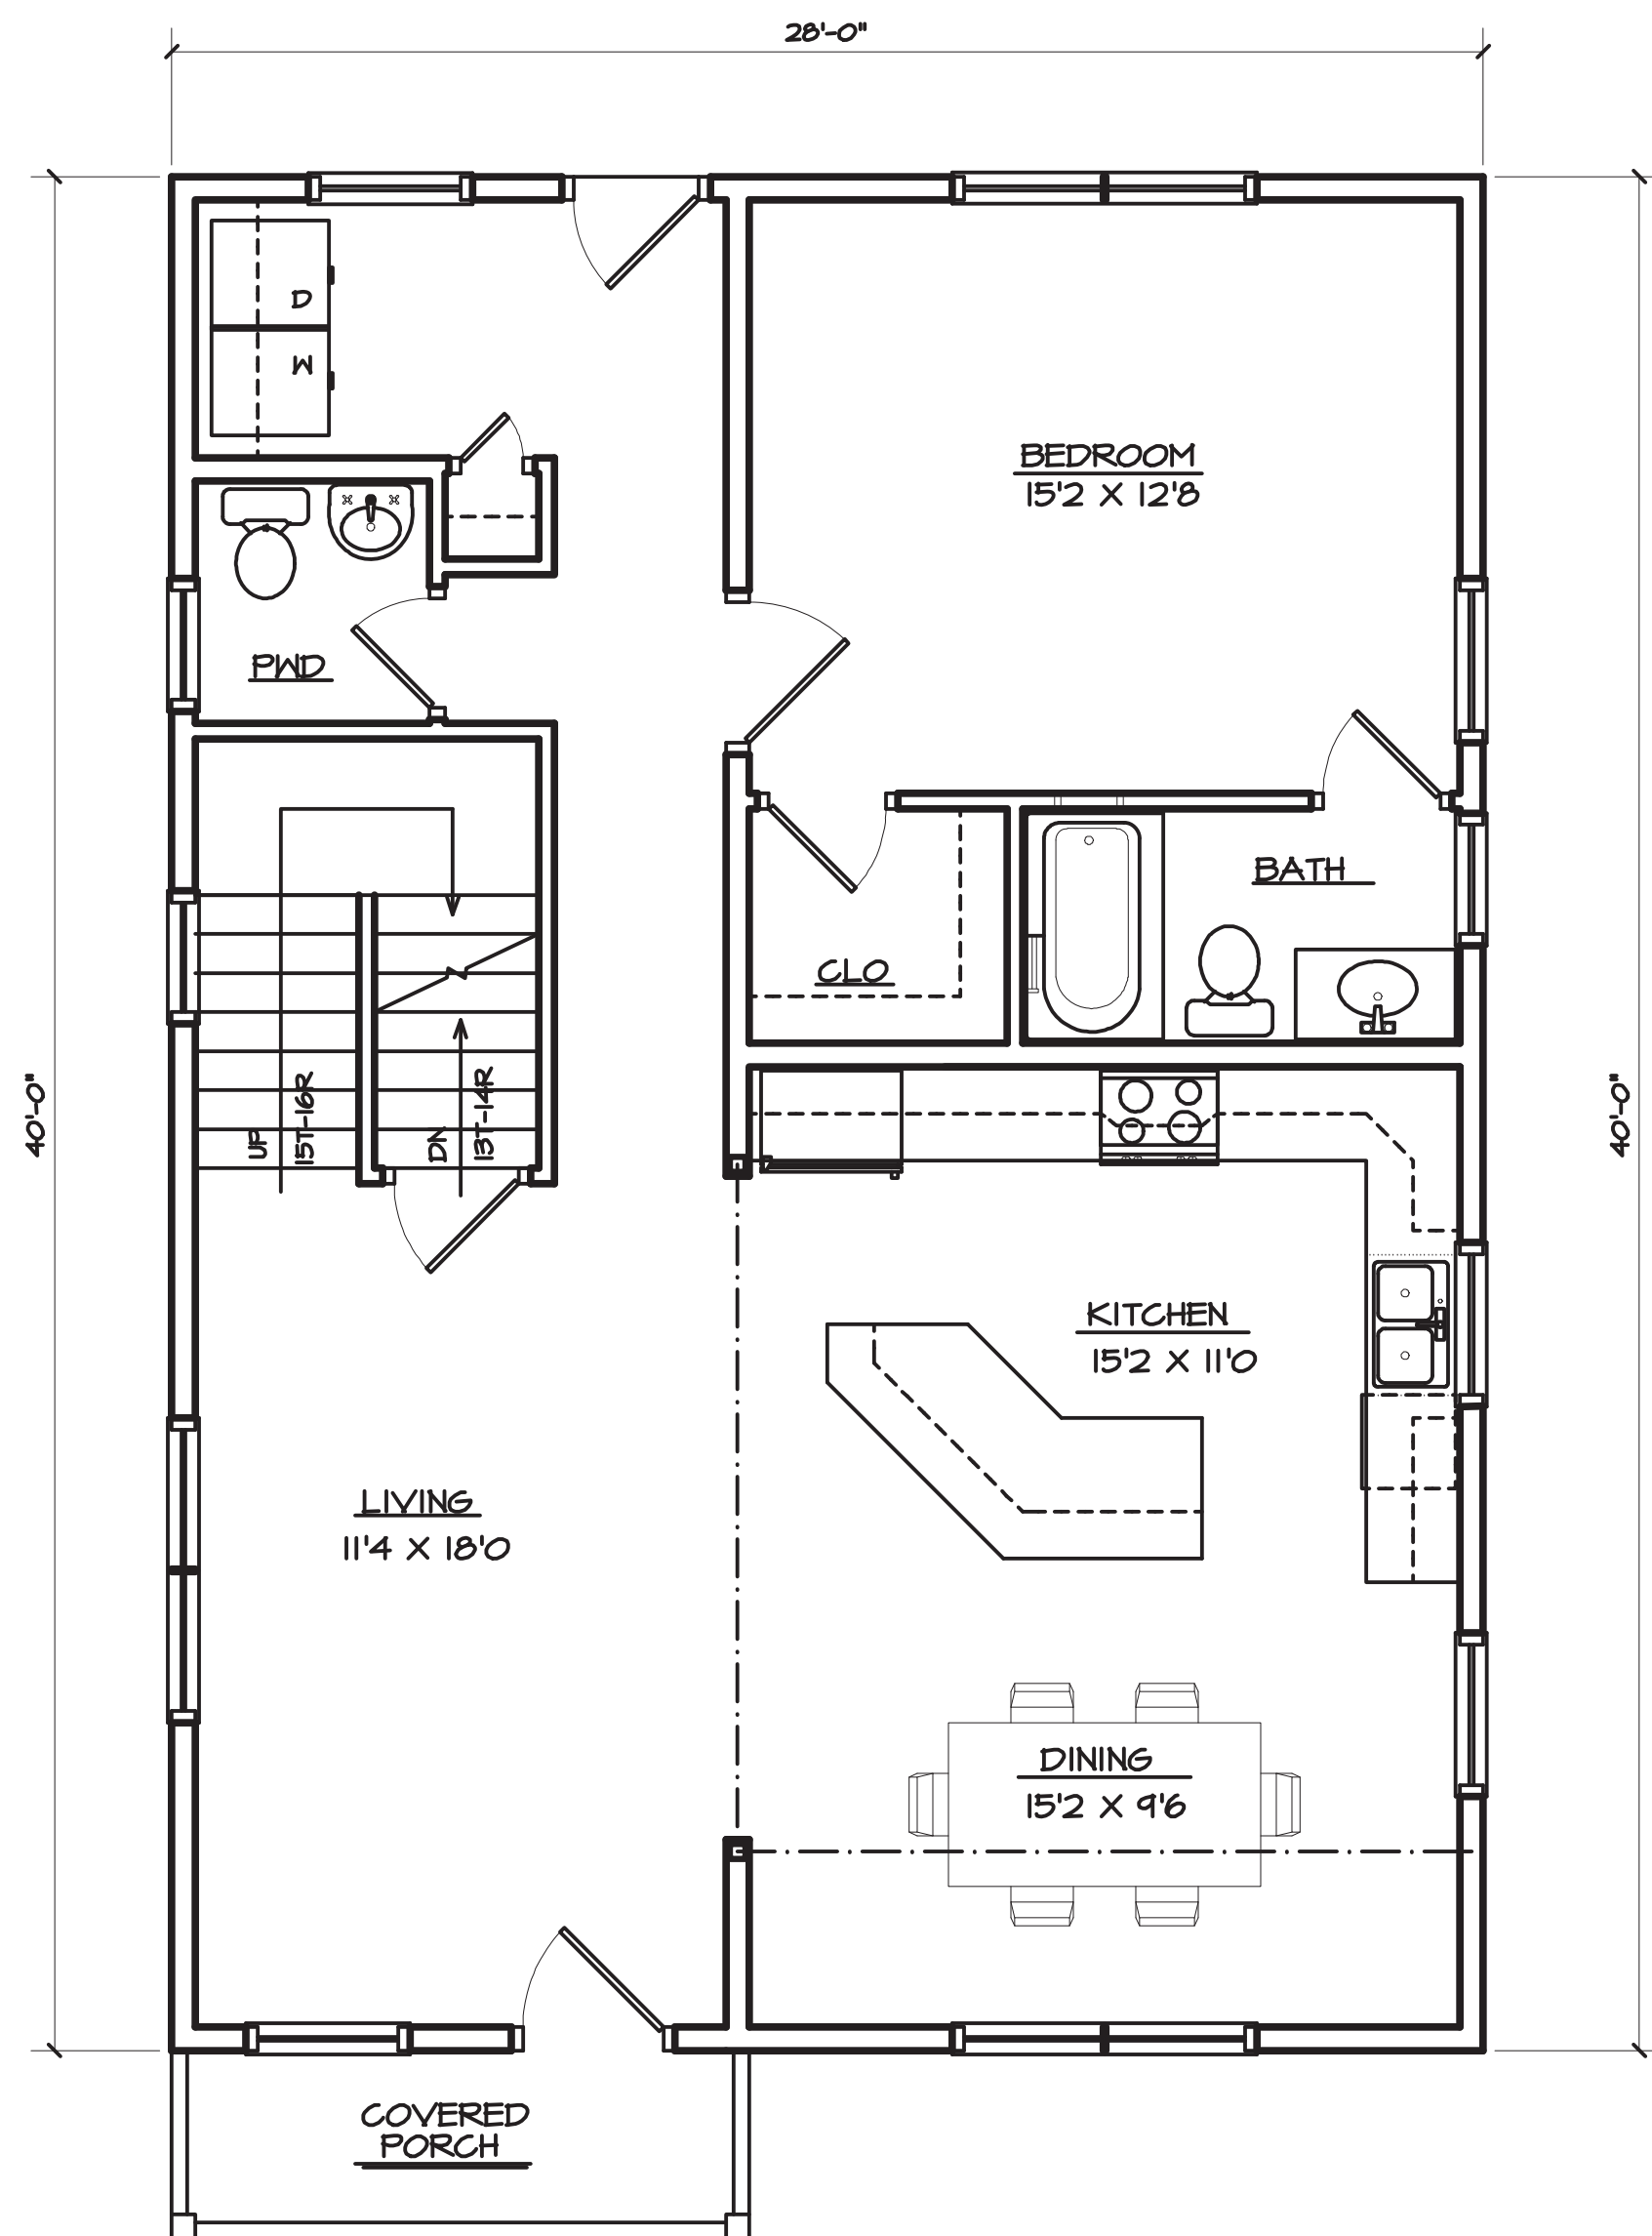 28'-0"
D
W
BEDROOM
15'2 X 12'8
PWD
BATH
CLO
40'-0"
40'-0"
UP
15T-16R
DN
13T-14R
KITCHEN
15'2 X 11'0
LIVING
11'4 X 18'0
DINING
15'2 X 9'6
COVERED
PORCH